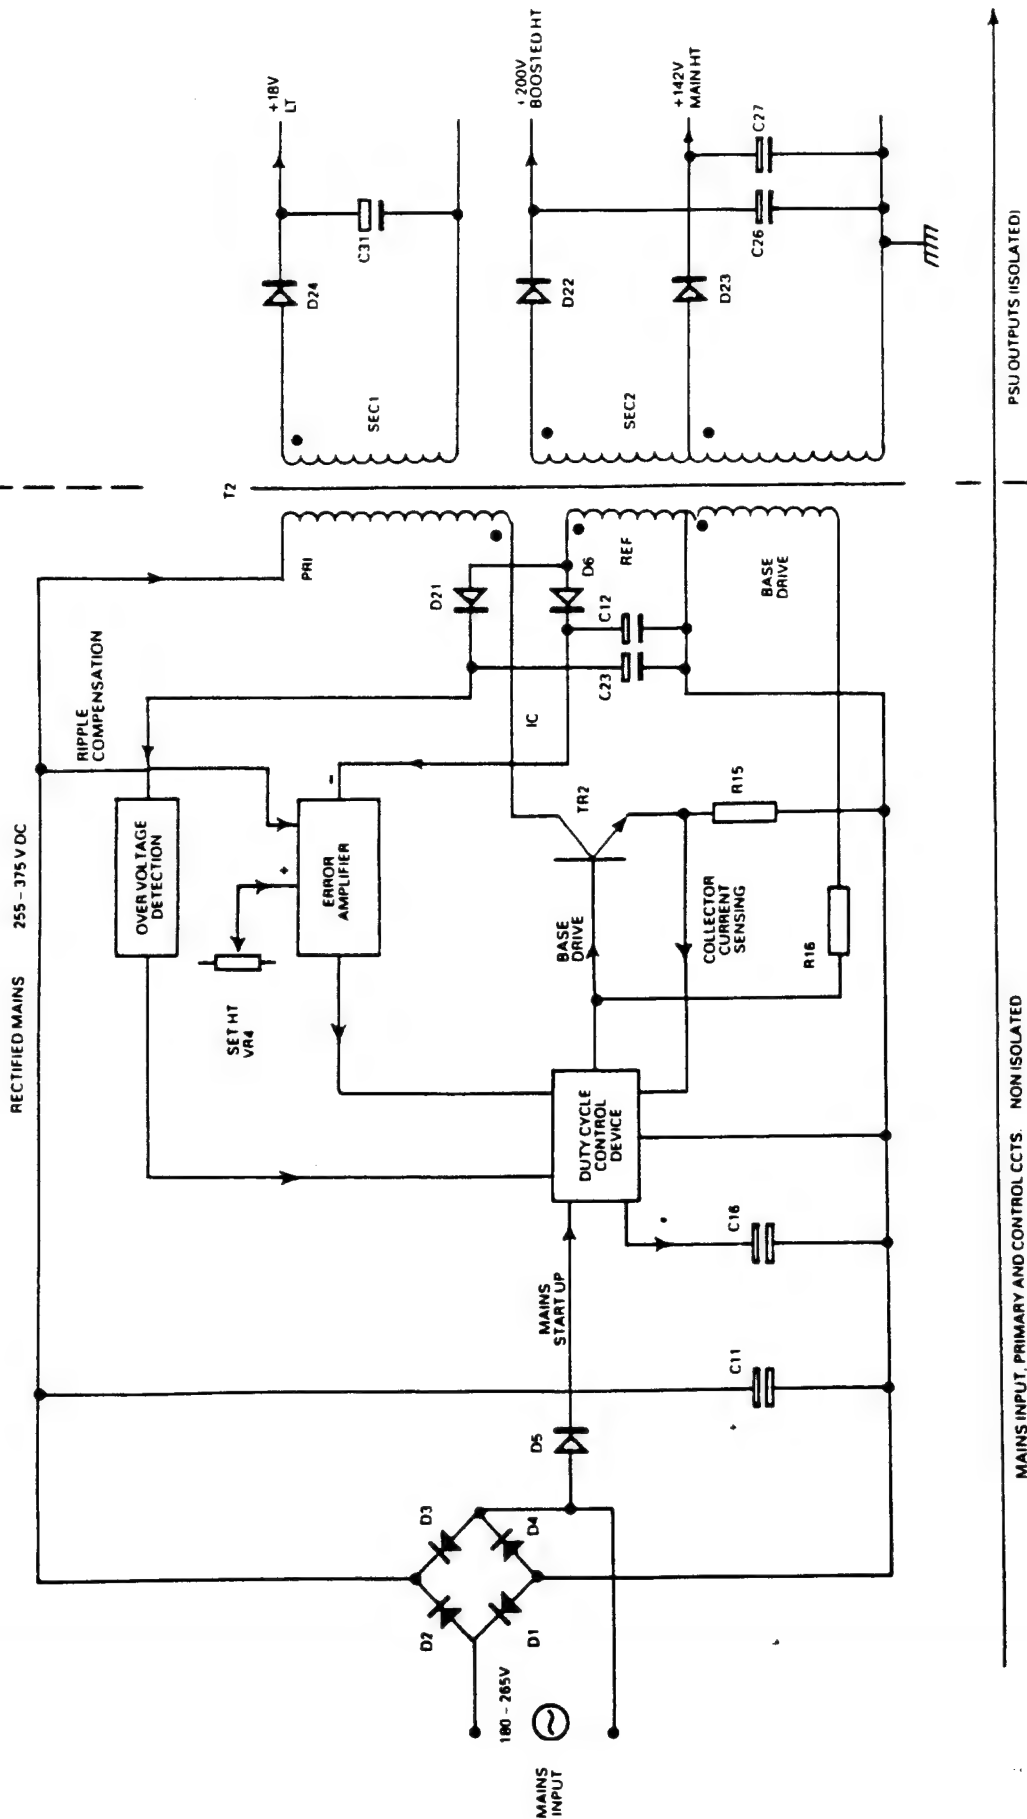 RECTIFIED MAINS 255 – 375 V DC
RIPPLE
COMPENSATION
OVER VOLTAGE
DETECTION
SET HT
VR4
+
–
ERROR
AMPLIFIER
MAINS
INPUT
180 – 265V
D2
D3
D1
D4
D5
MAINS
START UP
DUTY CYCLE
CONTROL
DEVICE
BASE
DRIVE
TR2
IC
COLLECTOR
CURRENT
SENSING
R15
R16
C11
C16
C23
C12
D21
D6
PRI
REF
BASE
DRIVE
T2
SEC1
D24
C31
+18V
LT
SEC2
D22
+200V
BOOSTED HT
D23
+142V
MAIN HT
C26
C27
MAINS INPUT, PRIMARY AND CONTROL CCTS. NON ISOLATED
PSU OUTPUTS (ISOLATED)